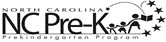 NORTH CAROLINA
NC Pre-K
Prekindergarten Program